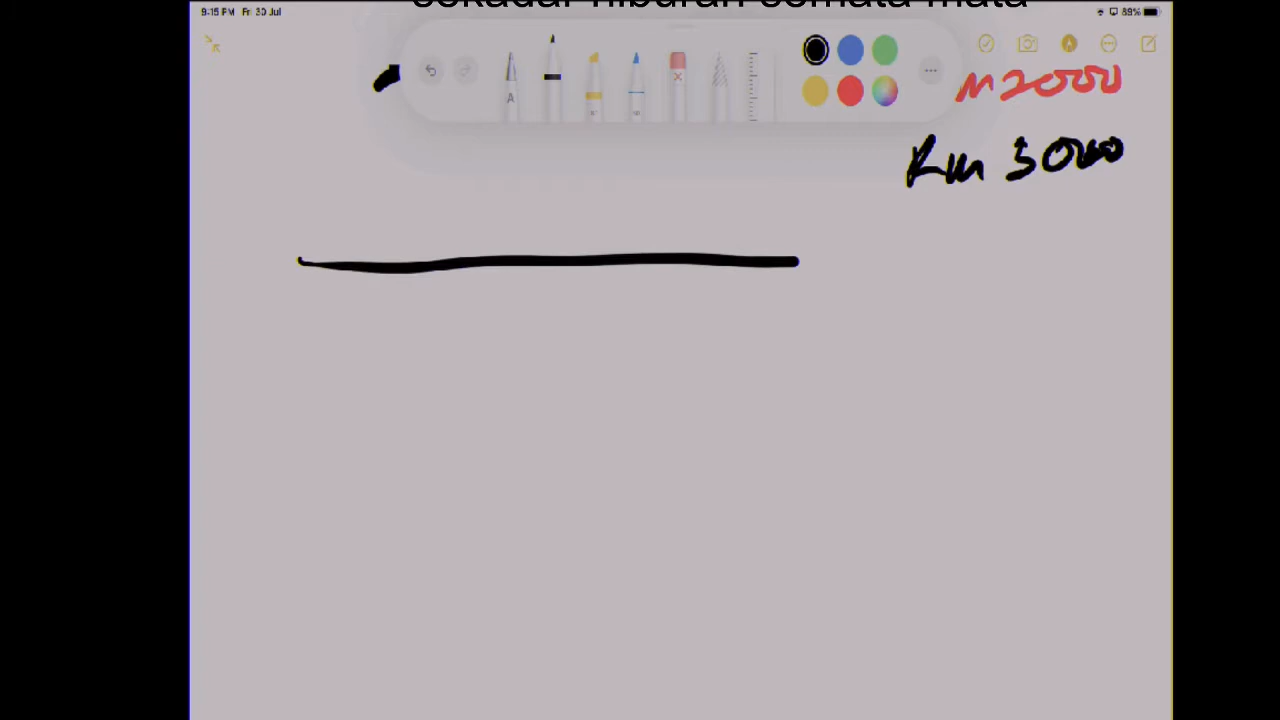 sekadar hiburan semata mata
9:15 PM Fri 30 Jul
89%
A
m2000
Rm 3000